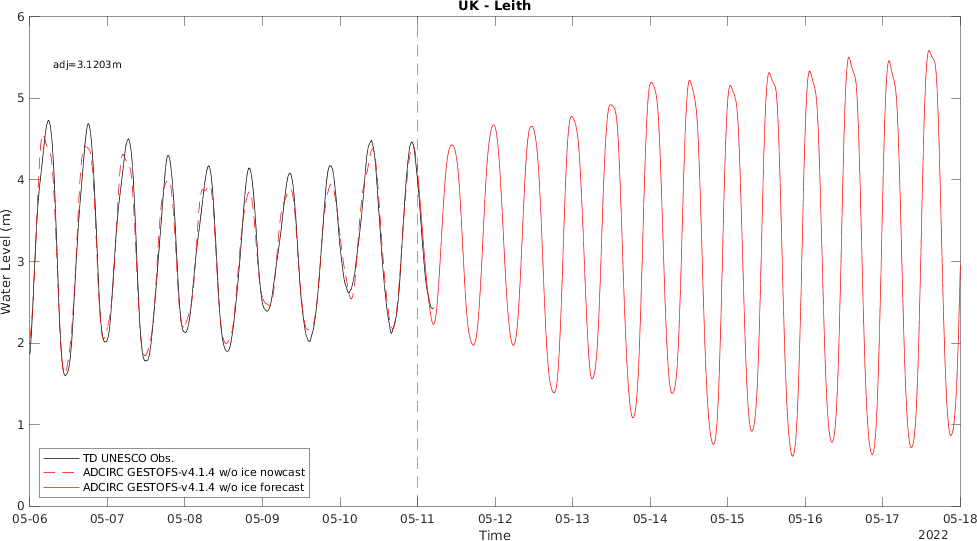 UK - Leith
6
adj=3.1203m
5
4
3
Water Level (m)
2
1
0
TD UNESCO Obs.
ADCIRC GESTOFS-v4.1.4 w/o ice nowcast
ADCIRC GESTOFS-v4.1.4 w/o ice forecast
05-06 05-07 05-08 05-09 05-10 05-11 05-12 05-13 05-14 05-15 05-16 05-17 05-18
Time
2022